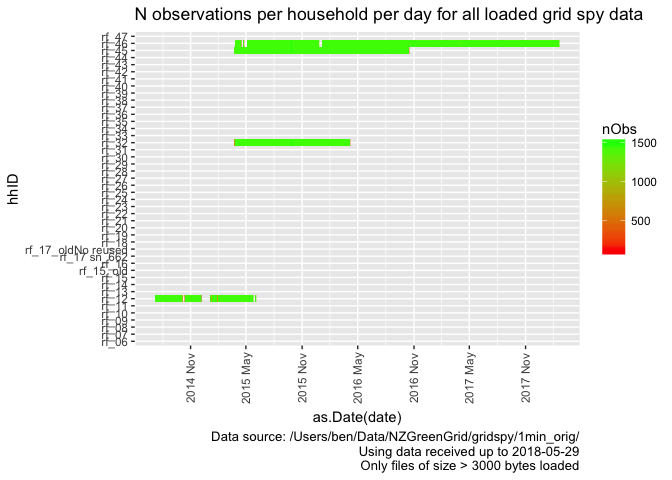 N observations per household per day for all loaded grid spy data
hhID
rf_47
rf_46
rf_45
rf_44
rf_43
rf_42
rf_41
rf_40
rf_39
rf_38
rf_37
rf_36
rf_35
rf_34
rf_33
rf_32
rf_31
rf_30
rf_29
rf_28
rf_27
rf_26
rf_25
rf_24
rf_23
rf_22
rf_21
rf_20
rf_19
rf_18
rf_17_oldNo reused
rf_17 sn_662
rf_16
rf_15_old
rf_15
rf_14
rf_13
rf_12
rf_11
rf_10
rf_09
rf_08
rf_07
rf_06
2014 Nov
2015 May
2015 Nov
2016 May
2016 Nov
2017 May
2017 Nov
as.Date(date)
nObs
1500
1000
500
Data source: /Users/ben/Data/NZGreenGrid/gridspy/1min_orig/
Using data received up to 2018-05-29
Only files of size > 3000 bytes loaded